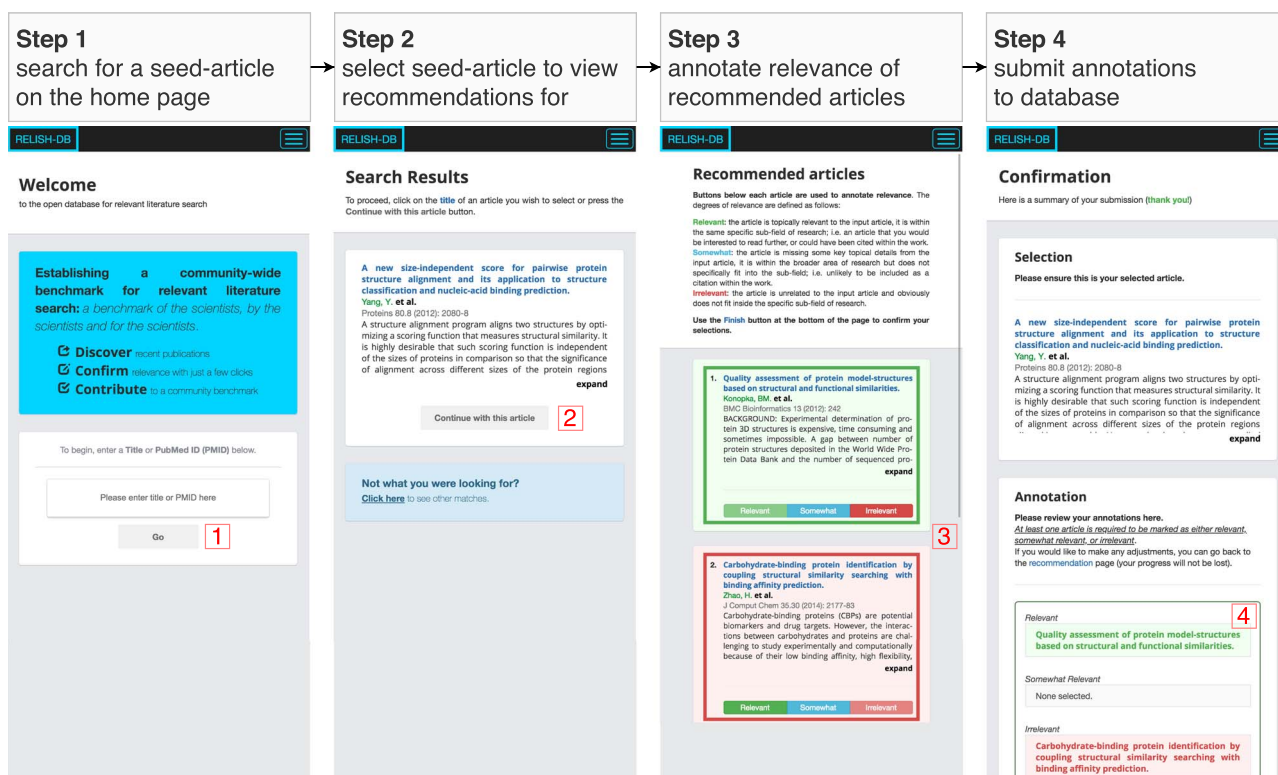 Step 1
search for a seed-article
on the home page
Step 2
select seed-article to view
recommendations for
Step 3
annotate relevance of
recommended articles
Step 4
submit annotations
to database
RELISH-DB
Welcome
to the open database for relevant literature search
Establishing a community-wide
benchmark for relevant literature
search: a benchmark of the scientists, by the
scientists and for the scientists.
Discover recent publications
Confirm relevance with just a few clicks
Contribute to a community benchmark
To begin, enter a Title or PubMed ID (PMID) below.
Please enter title or PMID here
Go
1
RELISH-DB
Search Results
To proceed, click on the title of an article you wish to select or press the
Continue with this article button.
A new size-independent score for pairwise protein
structure alignment and its application to structure
classification and nucleic-acid binding prediction.
Yang, Y. et al.
Proteins 80.8 (2012): 2080-8
A structure alignment program aligns two structures by opti-
mizing a scoring function that measures structural similarity. It
is highly desirable that such scoring function is independent
of the sizes of proteins in comparison so that the significance
of alignment across different sizes of the protein regions
expand
Continue with this article
2
Not what you were looking for?
Click here to see other matches.
RELISH-DB
Recommended articles
Buttons below each article are used to annotate relevance. The
degrees of relevance are defined as follows:
Relevant: the article is topically relevant to the input article, it is within
the same specific sub-field of research; i.e. an article that you would
be interested to read further, or could have been cited within the work.
Somewhat: the article is missing some key topical details from the
input article, it is within the broader area of research but does not
specifically fit into the sub-field; i.e. unlikely to be included as a
citation within the work.
Irrelevant: the article is unrelated to the input article and obviously
does not fit inside the specific sub-field of research.
Use the Finish button at the bottom of the page to confirm your
selections.
1. Quality assessment of protein model-structures
based on structural and functional similarities.
Konopka, BM. et al.
BMC Bioinformatics 13 (2012): 242
BACKGROUND: Experimental determination of pro-
tein 3D structures is expensive, time consuming and
sometimes impossible. A gap between number of
protein structures deposited in the World Wide Pro-
tein Data Bank and the number of sequenced pro-
expand
Relevant Somewhat Irrelevant
3
2. Carbohydrate-binding protein identification by
coupling structural similarity searching with
binding affinity prediction.
Zhao, H. et al.
J Comput Chem 35.30 (2014): 2177-83
Carbohydrate-binding proteins (CBPs) are potential
biomarkers and drug targets. However, the interac-
tions between carbohydrates and proteins are chal-
lenging to study experimentally and computationally
because of their low binding affinity, high flexibility,
expand
Relevant Somewhat Irrelevant
RELISH-DB
Confirmation
Here is a summary of your submission (thank you!)
Selection
Please ensure this is your selected article.
A new size-independent score for pairwise protein
structure alignment and its application to structure
classification and nucleic-acid binding prediction.
Yang, Y. et al.
Proteins 80.8 (2012): 2080-8
A structure alignment program aligns two structures by opti-
mizing a scoring function that measures structural similarity. It
is highly desirable that such scoring function is independent
of the sizes of proteins in comparison so that the significance
of alignment across different sizes of the protein regions
expand
Annotation
Please review your annotations here.
At least one article is required to be marked as either relevant,
somewhat relevant, or irrelevant.
If you would like to make any adjustments, you can go back to
the recommendation page (your progress will not be lost).
4
Relevant
Quality assessment of protein model-structures
based on structural and functional similarities.
Somewhat Relevant
None selected.
Irrelevant
Carbohydrate-binding protein identification by
coupling structural similarity searching with
binding affinity prediction.